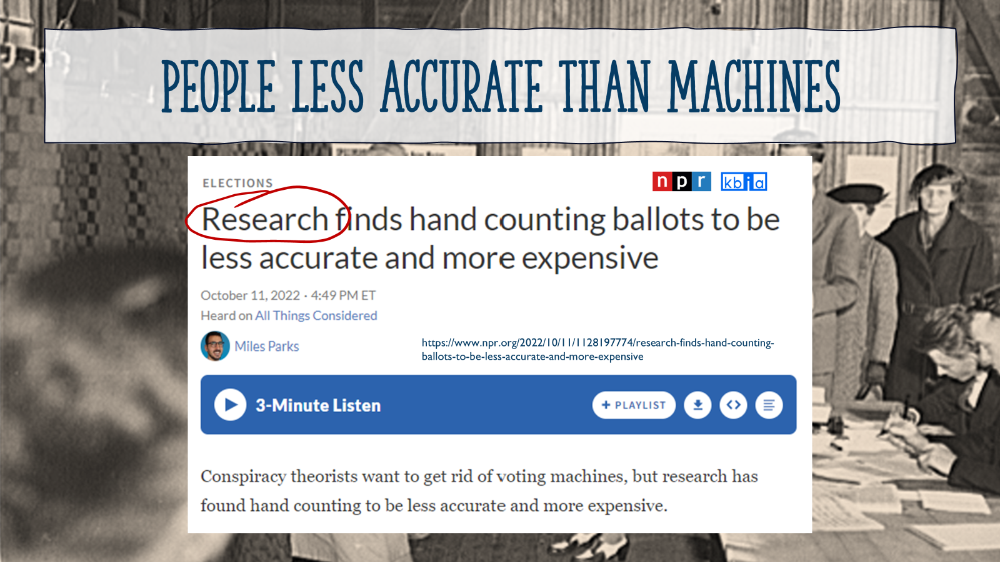 PEOPLE LESS ACCURATE THAN MACHINES
ELECTIONS
npr kbia
Research finds hand counting ballots to be
less accurate and more expensive
October 11, 2022 · 4:49 PM ET
Heard on All Things Considered
Miles Parks
https://www.npr.org/2022/10/11/1128197774/research-finds-hand-counting-
ballots-to-be-less-accurate-and-more-expensive
3-Minute Listen
+ PLAYLIST
Conspiracy theorists want to get rid of voting machines, but research has
found hand counting to be less accurate and more expensive.